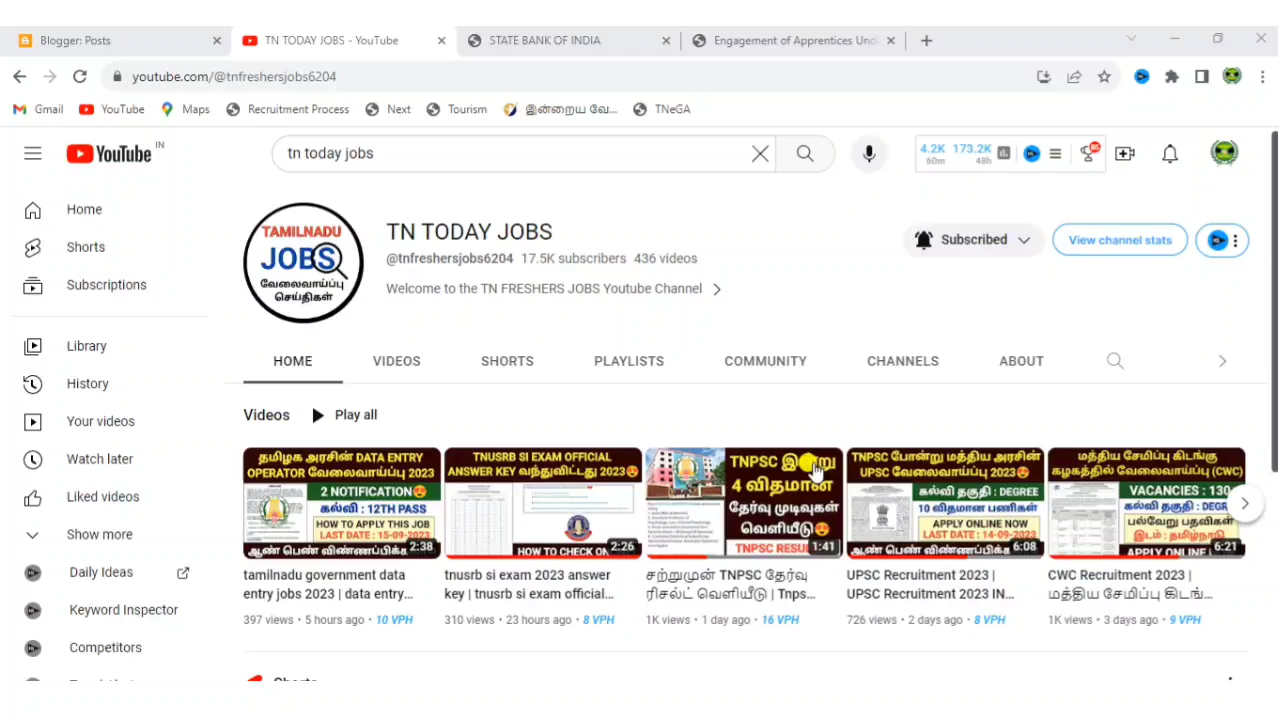 Blogger: Posts
TN TODAY JOBS - YouTube
STATE BANK OF INDIA
Engagement of Apprentices Und
youtube.com/@tnfreshersjobs6204
Gmail
YouTube
Maps
Recruitment Process
Next
Tourism
இன்றைய வே...
TNeGA
YouTube IN
tn today jobs
4.2K 173.2K
60m 48h
Home
Shorts
Subscriptions
Library
History
Your videos
Watch later
Liked videos
Show more
Daily Ideas
Keyword Inspector
Competitors
TAMILNADU
JOBS
வேலைவாய்ப்பு
செய்திகள்
TN TODAY JOBS
@tnfreshersjobs6204 17.5K subscribers 436 videos
Welcome to the TN FRESHERS JOBS Youtube Channel
Subscribed
View channel stats
HOME VIDEOS SHORTS PLAYLISTS COMMUNITY CHANNELS ABOUT
Videos Play all
தமிழக அரசின் DATA ENTRY
OPERATOR வேலைவாய்ப்பு 2023
2 NOTIFICATION
கல்வி : 12TH PASS
HOW TO APPLY THIS JOB
LAST DATE : 15-09-2023
ஆண் பெண் விண்ணப்பிக்க
2:38
tamilnadu government data
entry jobs 2023 | data entry...
397 views • 5 hours ago • 10 VPH
TNUSRB SI EXAM OFFICIAL
ANSWER KEY வந்துவிட்டது 2023
HOW TO CHECK ON
2:26
tnusrb si exam 2023 answer
key | tnusrb si exam official...
310 views • 23 hours ago • 8 VPH
TNPSC
4 விதமான
தேர்வு முடிவுகள்
வெளியீடு
TNPSC RESU
1:41
சற்றுமுன் TNPSC தேர்வு
ரிசல்ட் வெளியீடு | Tnps...
1K views • 1 day ago • 16 VPH
TNPSC போன்று மத்திய அரசின்
UPSC வேலைவாய்ப்பு 2023
கல்வி தகுதி : DEGREE
10 விதமான பணிகள்
APPLY ONLINE NOW
LAST DATE : 14-09-2023
ஆண் பெண் விண்ணப்பிக்க
6:08
UPSC Recruitment 2023 |
UPSC Recruitment 2023 IN...
726 views • 2 days ago • 8 VPH
மத்திய சேமிப்பு கிடங்கு
கழகத்தில் வேலைவாய்ப்பு (CWC)
VACANCIES : 130
கல்வி தகுதி : DEGR
பல்வேறு பதவிகள்
இடம் : தமிழ்நாடு
APPLY ONLINE
6:21
CWC Recruitment 2023 |
மத்திய சேமிப்பு கிடங்...
1K views • 3 days ago • 9 VPH
Shorts